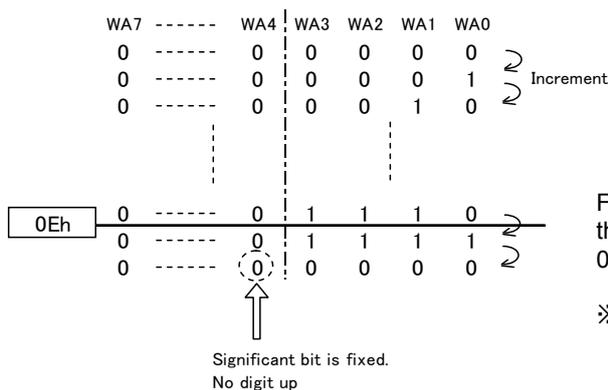 WA7 ------ WA4 WA3 WA2 WA1 WA0
0 ------ 0 0 0 0 0
0 ------ 0 0 0 0 1
Increment
0 ------ 0 0 0 1 0
0 ------ 0 1 1 1 0
0Eh
0 ------ 0 1 1 1 1
0 ------ 0 0 0 0 0
Significant bit is fixed.
No digit up
F
th
0
※